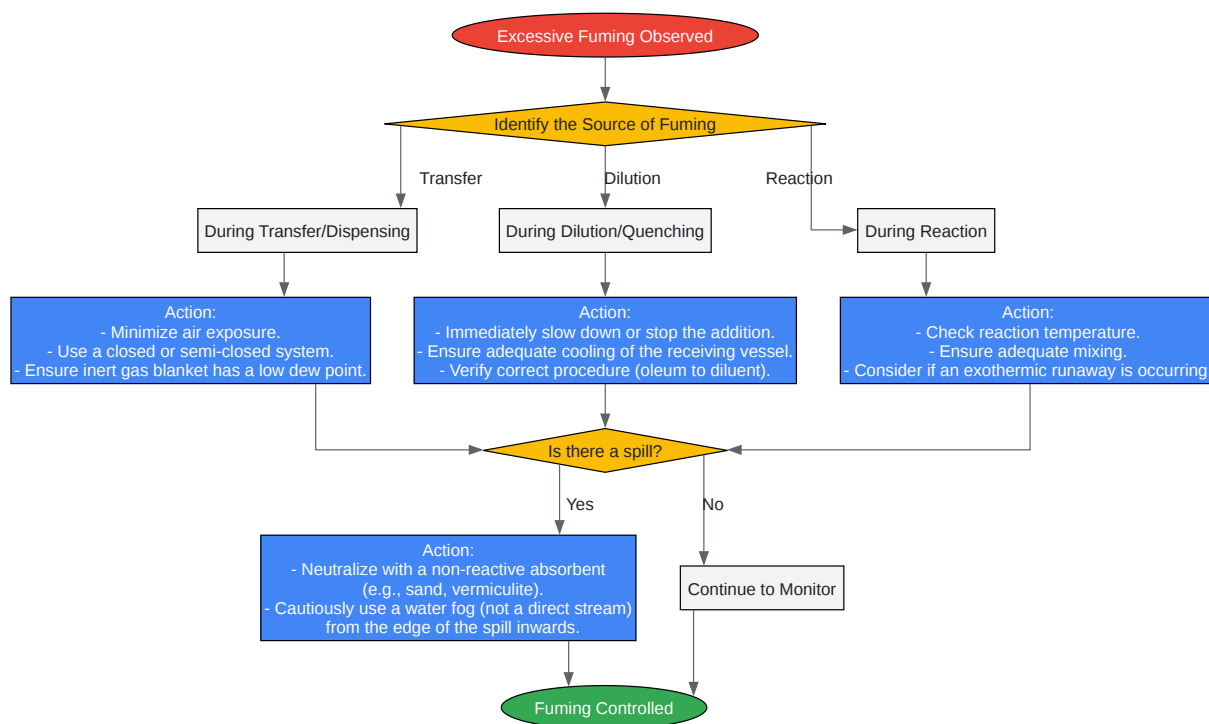 Excessive Fuming Observed
Identify the Source of Fuming
Transfer
Dilution
Reaction
During Transfer/Dispensing
During Dilution/Quenching
During Reaction
Action:
- Minimize air exposure.
- Use a closed or semi-closed system.
- Ensure inert gas blanket has a low dew point.
Action:
- Immediately slow down or stop the addition.
- Ensure adequate cooling of the receiving vessel.
- Verify correct procedure (oleum to diluent).
Action:
- Check reaction temperature.
- Ensure adequate mixing.
- Consider if an exothermic runaway is occurring
Is there a spill?
Yes
No
Action:
- Neutralize with a non-reactive absorbent
(e.g., sand, vermiculite).
- Cautiously use a water fog (not a direct stream)
from the edge of the spill inwards.
Continue to Monitor
Fuming Controlled